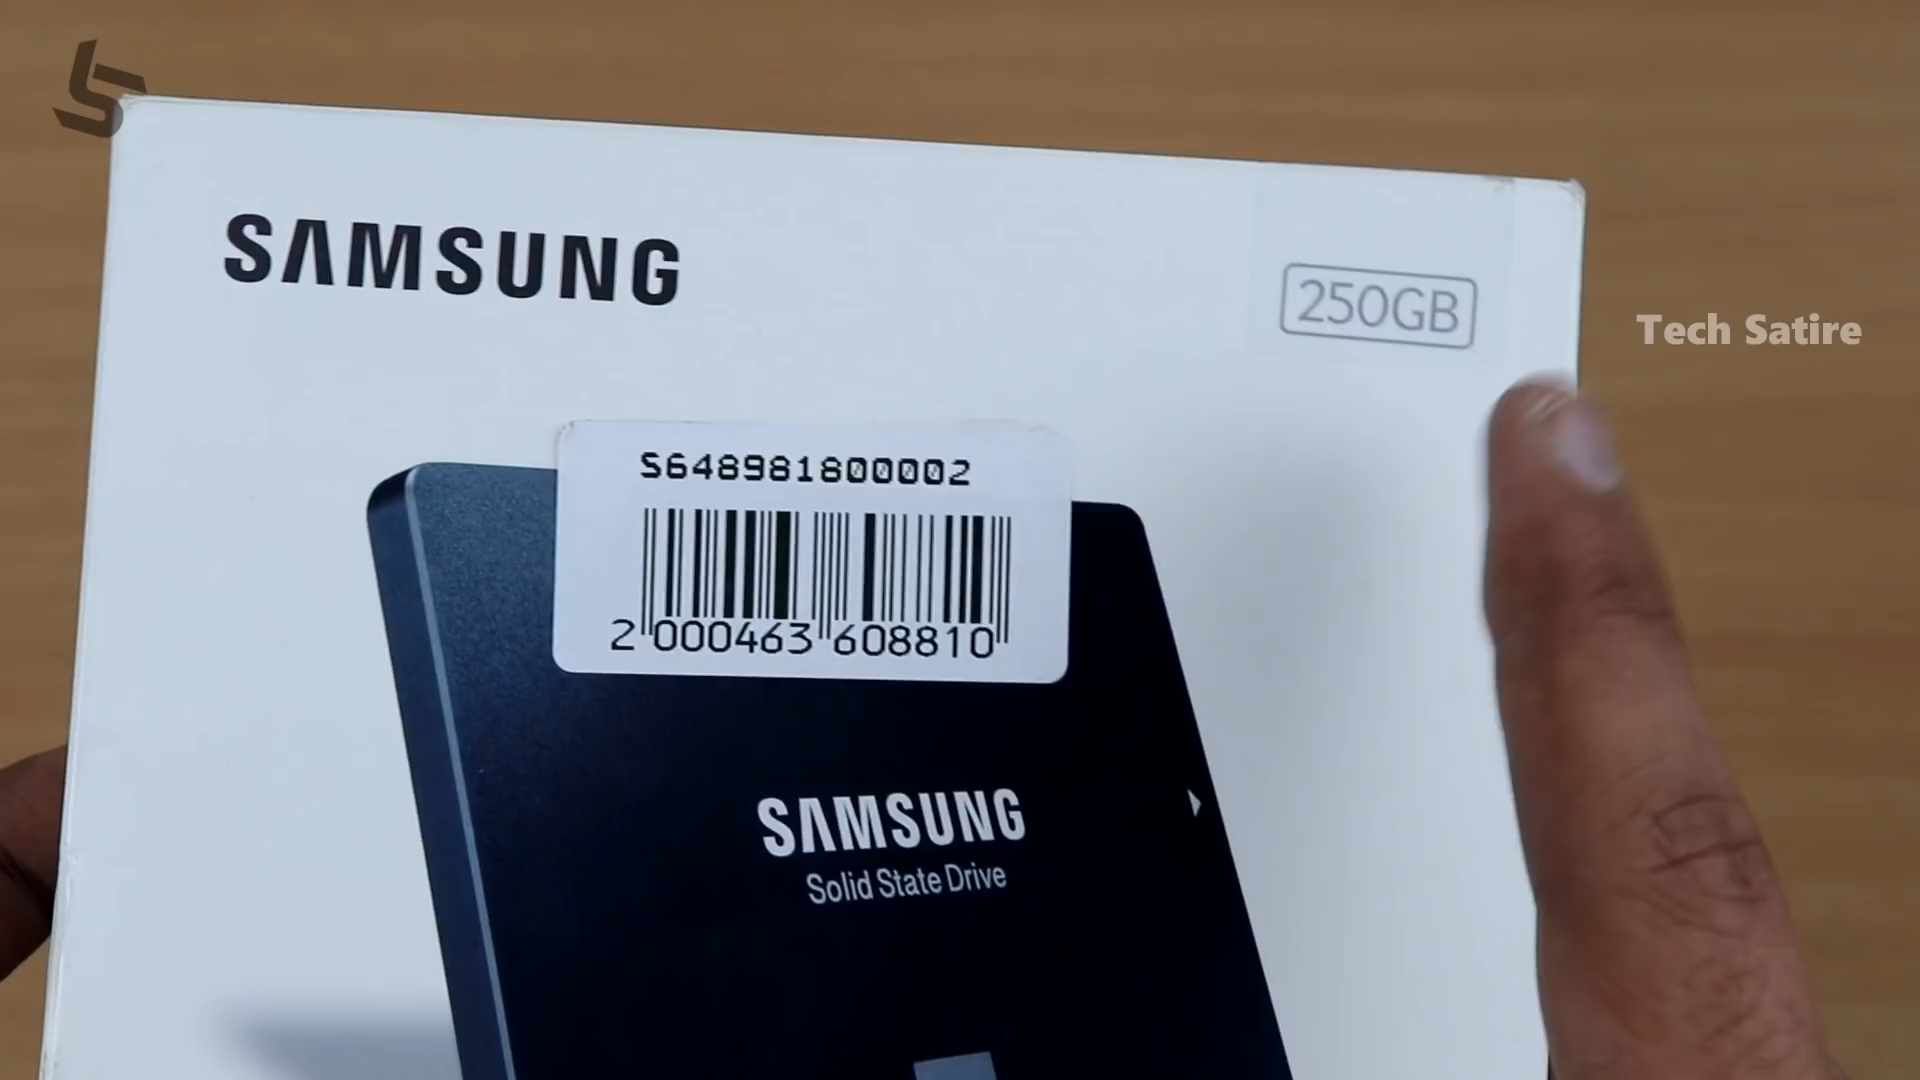 SAMSUNG
250GB
Tech Satire
S648981800002
2 000463 608810
SAMSUNG
Solid State Drive